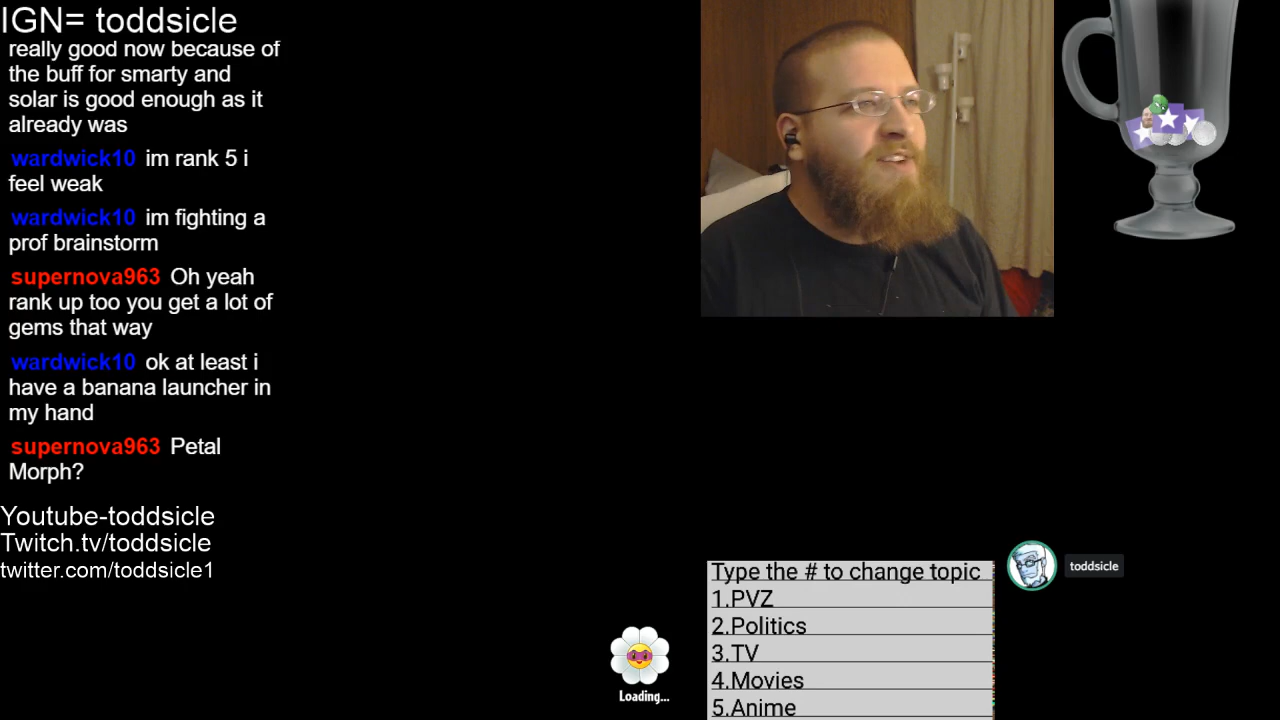 IGN= toddsicle
really good now because of
the buff for smarty and
solar is good enough as it
already was
wardwick10 im rank 5 i
feel weak
wardwick10 im fighting a
prof brainstorm
supernova963 Oh yeah
rank up too you get a lot of
gems that way
wardwick10 ok at least i
have a banana launcher in
my hand
supernova963 Petal
Morph?
Youtube-toddsicle
Twitch.tv/toddsicle
twitter.com/toddsicle1
Loading...
Type the # to change topic
1.PVZ
2.Politics
3.TV
4.Movies
5.Anime
toddsicle